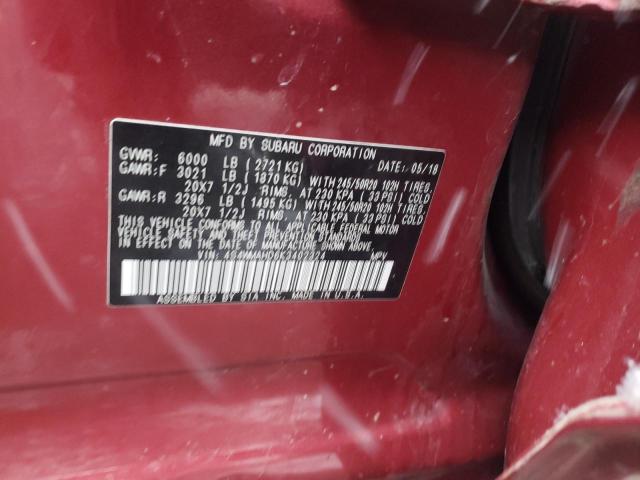 MFD BY SUBARU CORPORATION
GVWR: 6000 LB (2721 KG) DATE: 05/18
GAWR:F 3021 LB (1370 KG) WITH 245/50R20 102H TIRES,
20X7 1/2J RIMS, AT 230 KPA (33 PSI) COLD
GAWR:R 3296 LB (1495 KG) WITH 245/50R20 102H TIRES,
20X7 1/2J RIMS, AT 230 KPA (33 PSI) COLD
THIS VEHICLE CONFORMS TO ALL APPLICABLE FEDERAL MOTOR
VEHICLE SAFETY STANDARDS IN EFFECT ON THE DATE OF
MANUFACTURE SHOWN ABOVE.
VIN: MPV
ASSEMBLED BY SIA INC. MADE IN U.S.A.